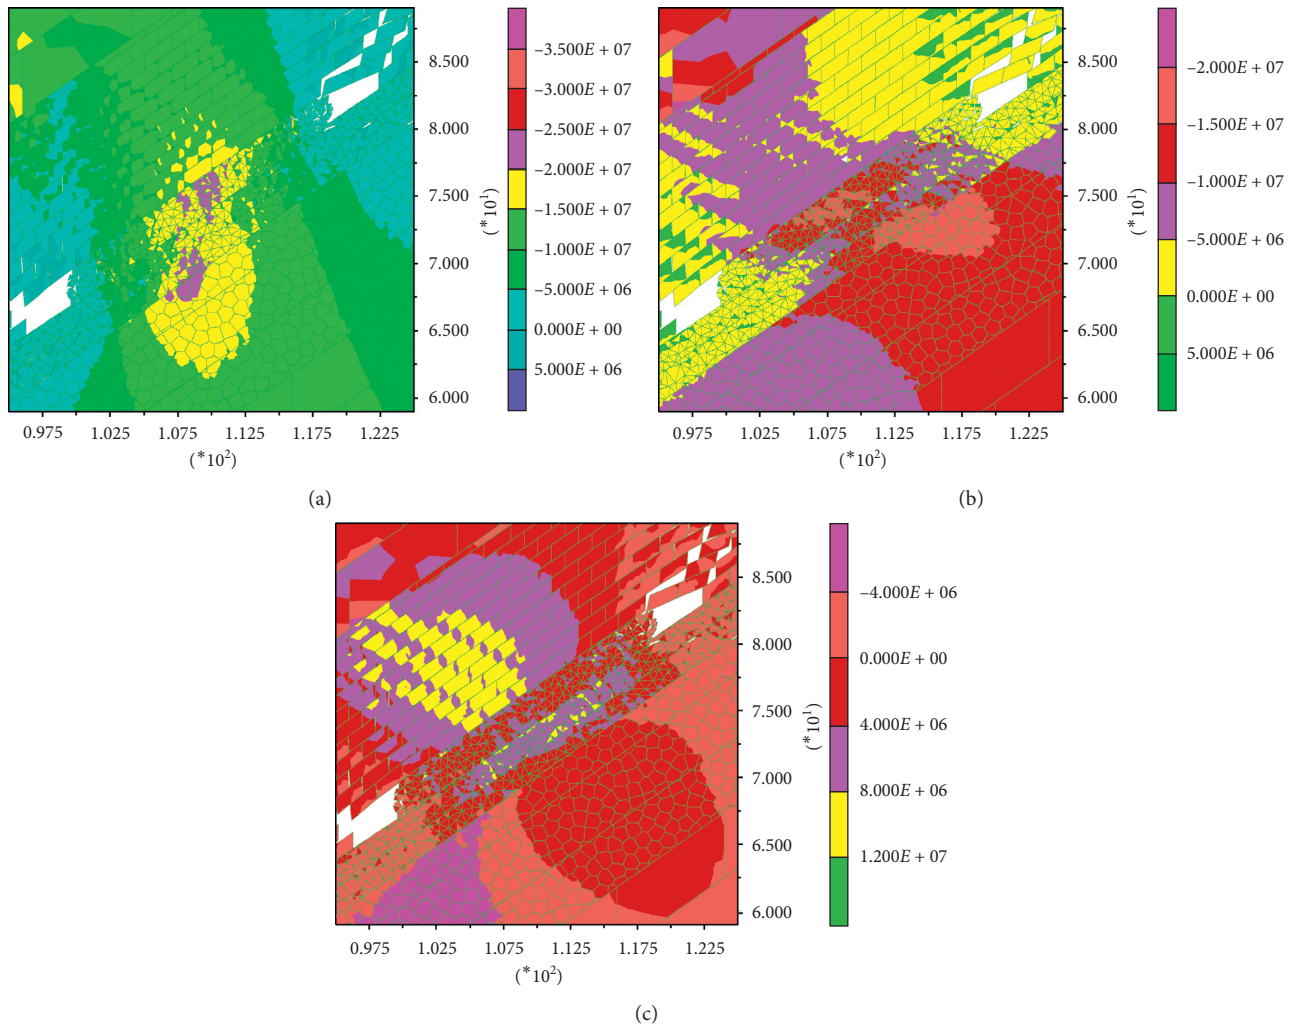 8.500
8.000
7.500
7.000
6.500
6.000
(*10¹)
0.975 1.025 1.075 1.125 1.175 1.225
(*10²)
–3.500E + 07
–3.000E + 07
–2.500E + 07
–2.000E + 07
–1.500E + 07
–1.000E + 07
–5.000E + 06
0.000E + 00
5.000E + 06
(a)
8.500
8.000
7.500
7.000
6.500
6.000
(*10¹)
0.975 1.025 1.075 1.125 1.175 1.225
(*10²)
–2.000E + 07
–1.500E + 07
–1.000E + 07
–5.000E + 06
0.000E + 00
5.000E + 06
(b)
8.500
8.000
7.500
7.000
6.500
6.000
(*10¹)
0.975 1.025 1.075 1.125 1.175 1.225
(*10²)
–4.000E + 06
0.000E + 00
4.000E + 06
8.000E + 06
1.200E + 07
(c)